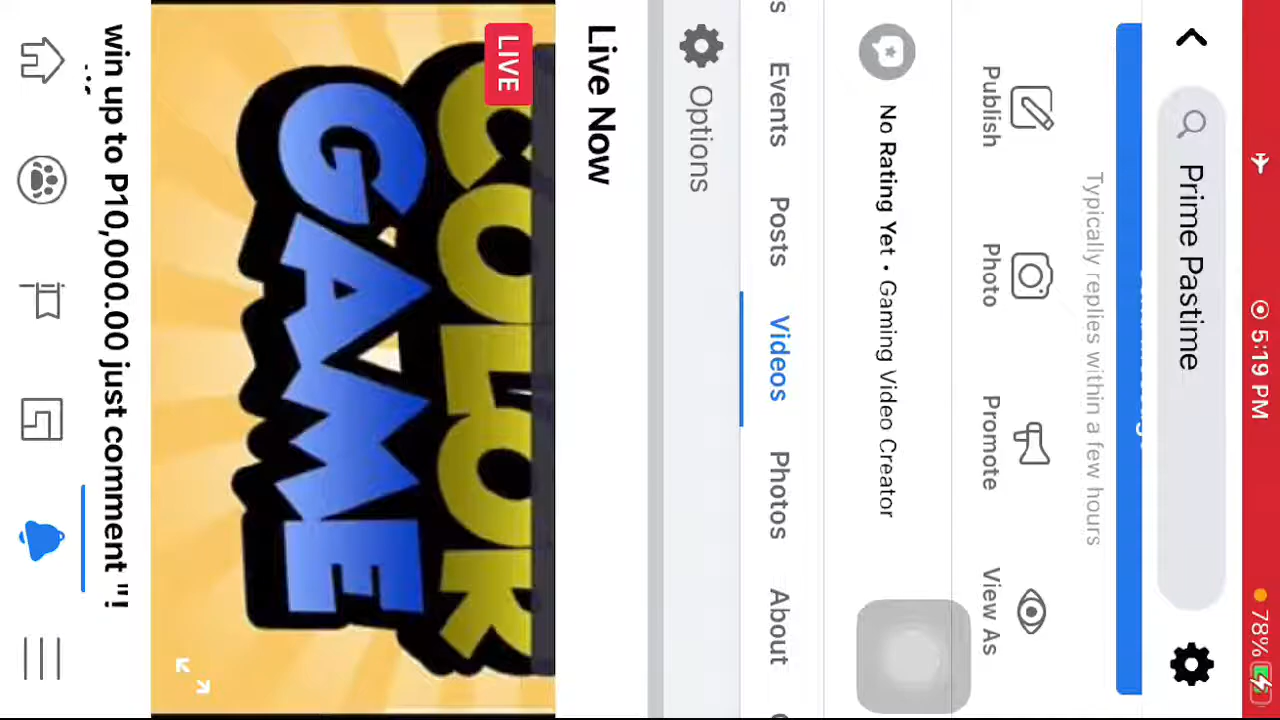 5:19 PM
78%
Prime Pastime
Typically replies within a few hours
Publish
Photo
Promote
View As
No Rating Yet • Gaming Video Creator
Events
Posts
Videos
Photos
About
Options
Live Now
LIVE
COLOR
GAME
win up to P10,000.00 just comment "!
...